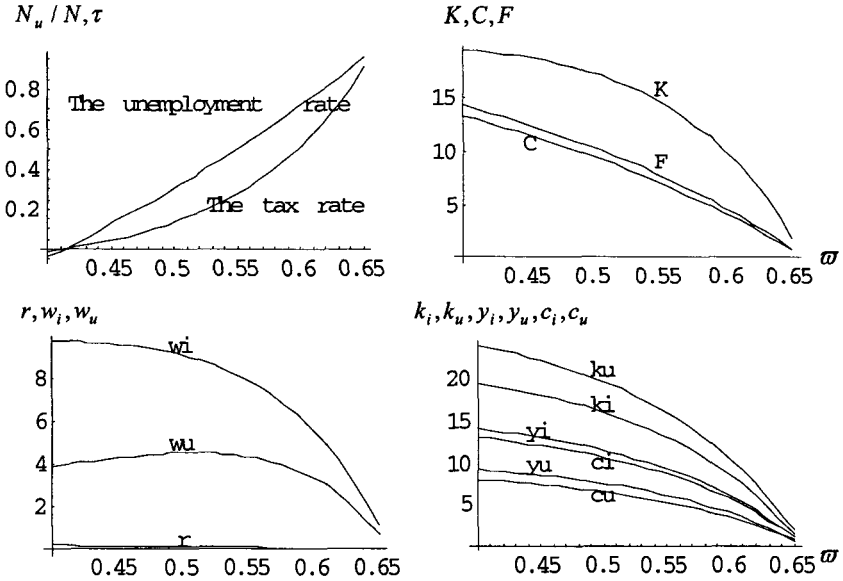 N_u / N, τ
0.8
0.6
0.4
0.2
The unemployment rate
The tax rate
0.45 0.5 0.55 0.6 0.65
K, C, F
15
10
5
K
F
C
0.45 0.5 0.55 0.6 0.65 ϖ
r, w_i, w_u
8
6
4
2
wi
wu
r
0.45 0.5 0.55 0.6 0.65
k_i, k_u, y_i, y_u, c_i, c_u
20
15
10
5
ku
ki
yi
ci
yu
cu
0.45 0.5 0.55 0.6 0.65 ϖ